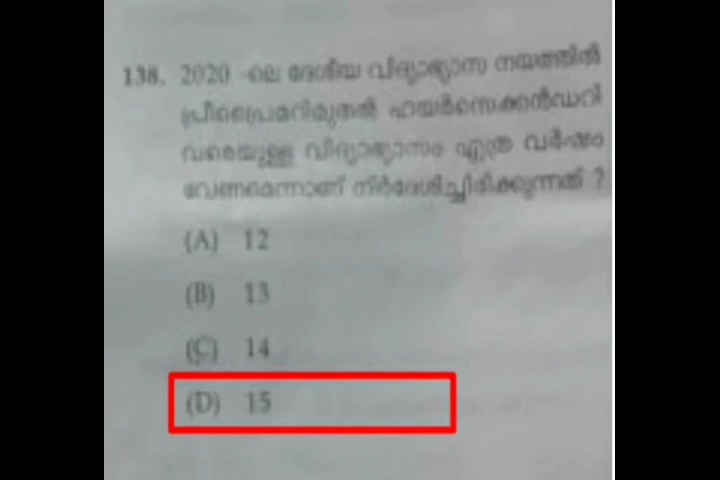 138. 2020 -ലെ ദേശീയ വിദ്യാഭ്യാസ നയത്തിൽ
പ്രീപ്രൈമറിമുതൽ ഹയർസെക്കൻഡറി
വരെയുള്ള വിദ്യാഭ്യാസം എത്ര വർഷം
വേണമെന്നാണ് നിർദേശിച്ചിരിക്കുന്നത് ?
(A) 12
(B) 13
(C) 14
(D) 15